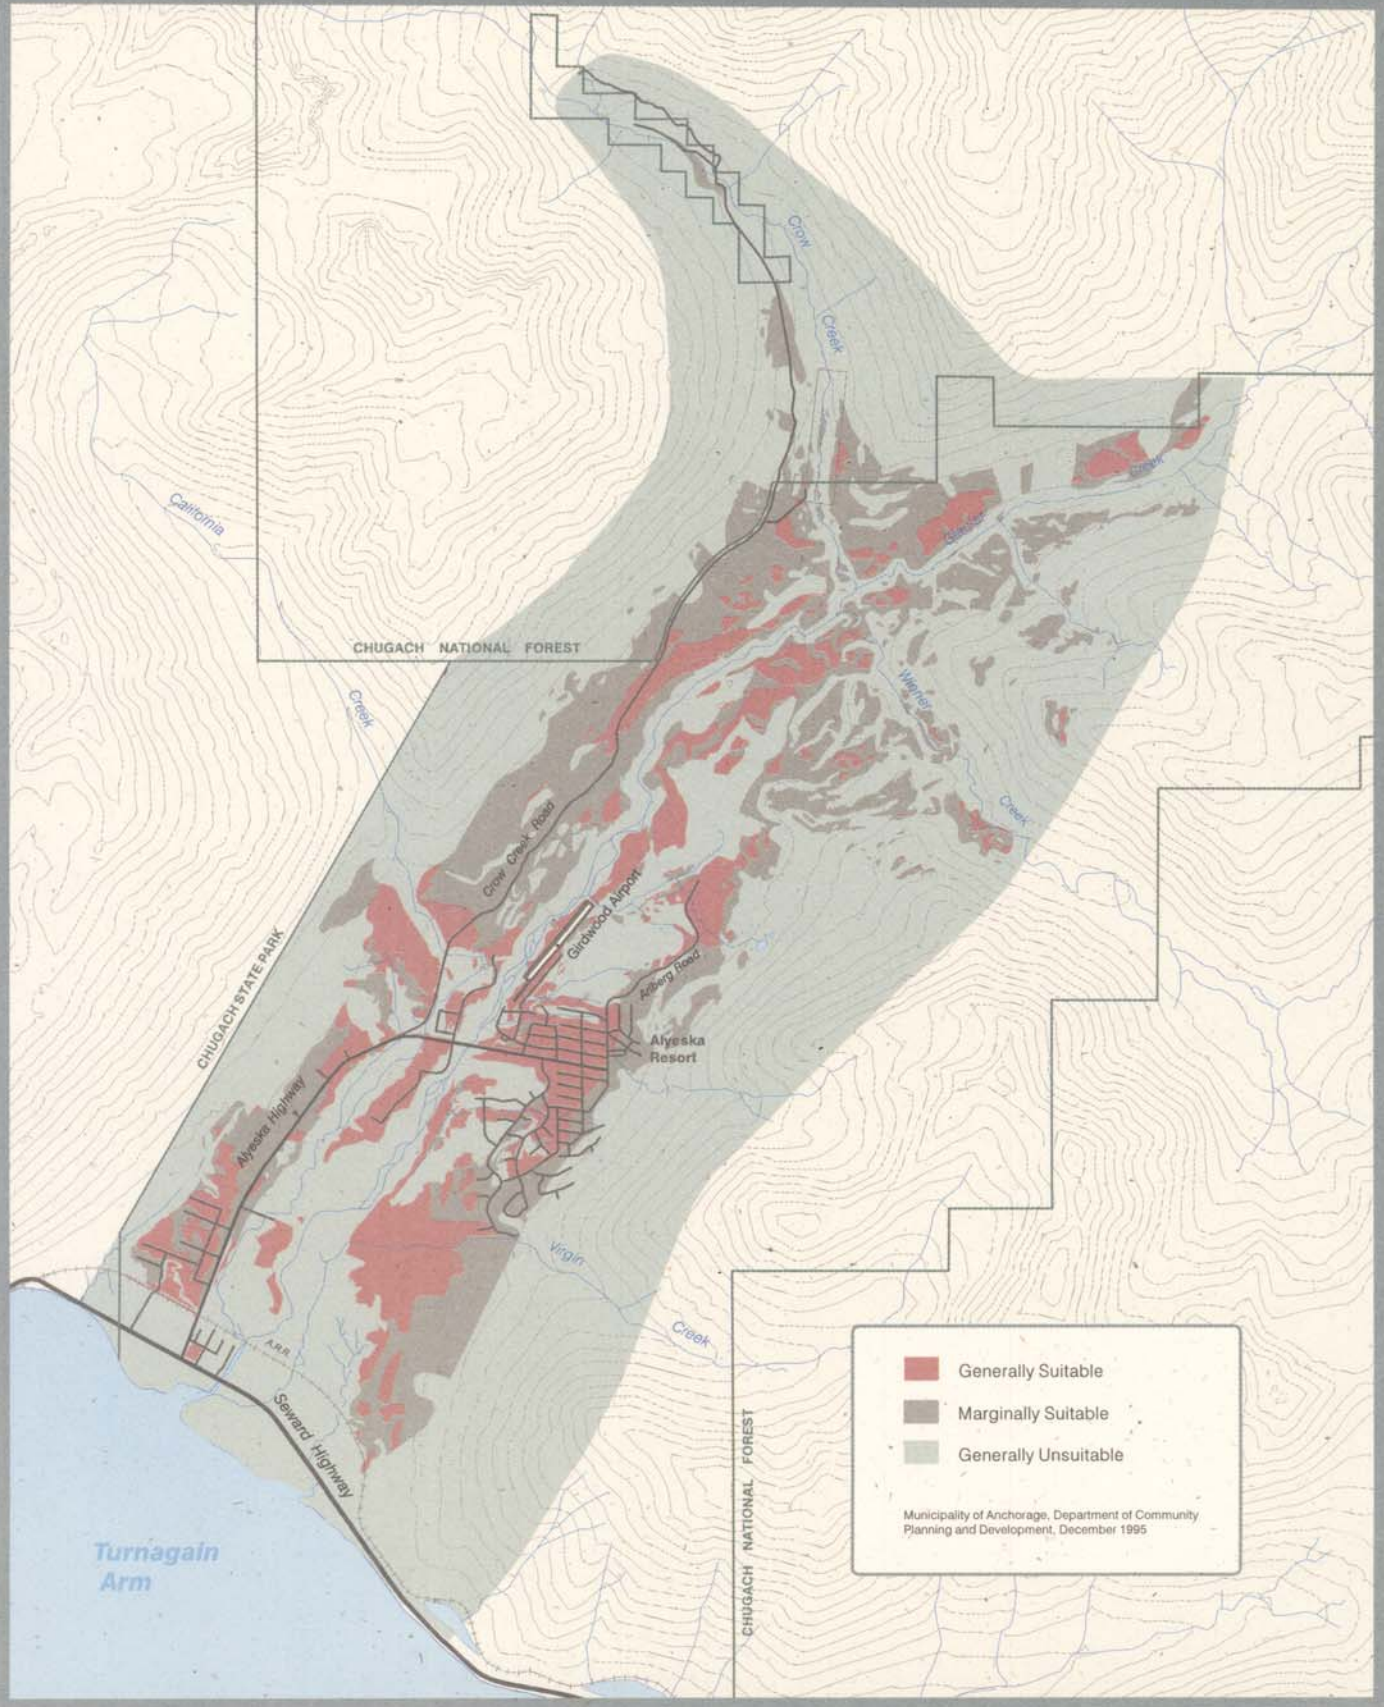 Crow
Creek
Creek
Glacier
California
CHUGACH NATIONAL FOREST
Creek
Winner
Creek
Crow Creek Road
Girdwood Airport
CHUGACH STATE PARK
Arlberg Road
Alyeska
Resort
Alyeska Highway
Virgin
Creek
A.R.R.
Seward Highway
Turnagain
Arm
CHUGACH NATIONAL FOREST
Generally Suitable
Marginally Suitable
Generally Unsuitable
Municipality of Anchorage, Department of Community
Planning and Development, December 1995